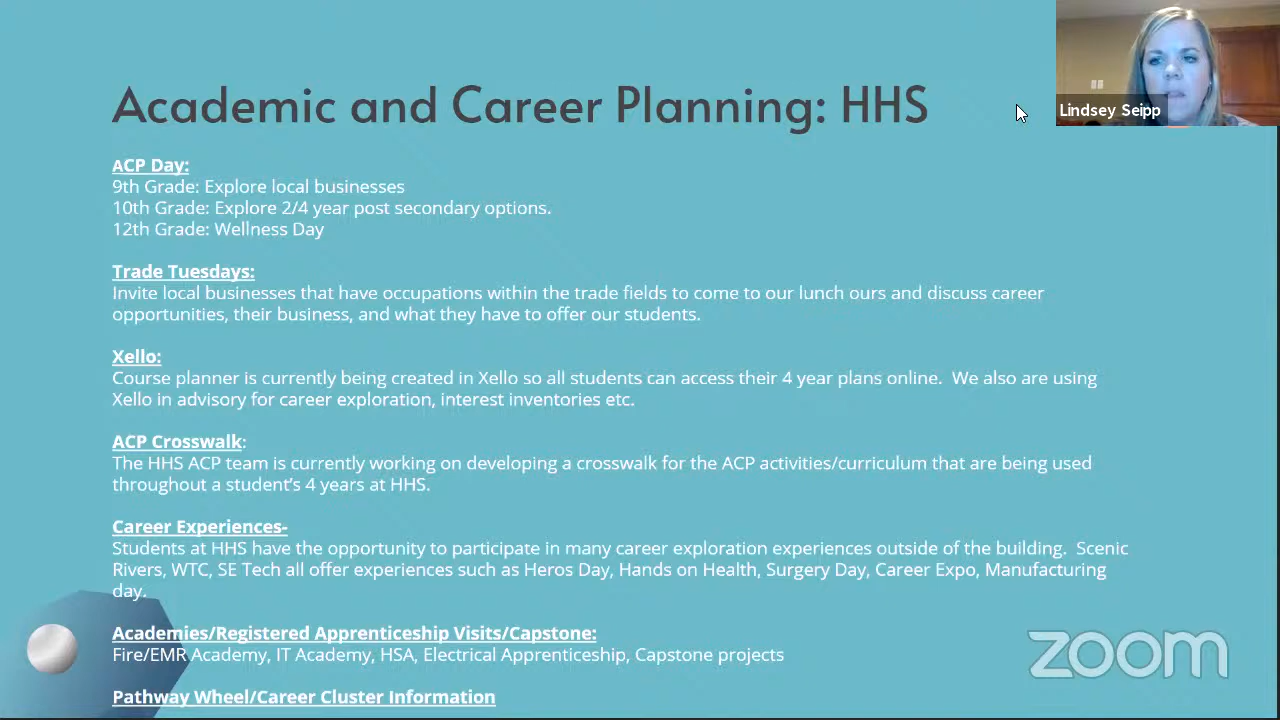 Academic and Career Planning: HHS
Lindsey Seipp
ACP Day:
9th Grade: Explore local businesses
10th Grade: Explore 2/4 year post secondary options.
12th Grade: Wellness Day
Trade Tuesdays:
Invite local businesses that have occupations within the trade fields to come to our lunch ours and discuss career
opportunities, their business, and what they have to offer our students.
Xello:
Course planner is currently being created in Xello so all students can access their 4 year plans online.  We also are using
Xello in advisory for career exploration, interest inventories etc.
ACP Crosswalk:
The HHS ACP team is currently working on developing a crosswalk for the ACP activities/curriculum that are being used
throughout a student's 4 years at HHS.
Career Experiences-
Students at HHS have the opportunity to participate in many career exploration experiences outside of the building.  Scenic
Rivers, WTC, SE Tech all offer experiences such as Heros Day, Hands on Health, Surgery Day, Career Expo, Manufacturing
day.
Academies/Registered Apprenticeship Visits/Capstone:
Fire/EMR Academy, IT Academy, HSA, Electrical Apprenticeship, Capstone projects
zoom
Pathway Wheel/Career Cluster Information